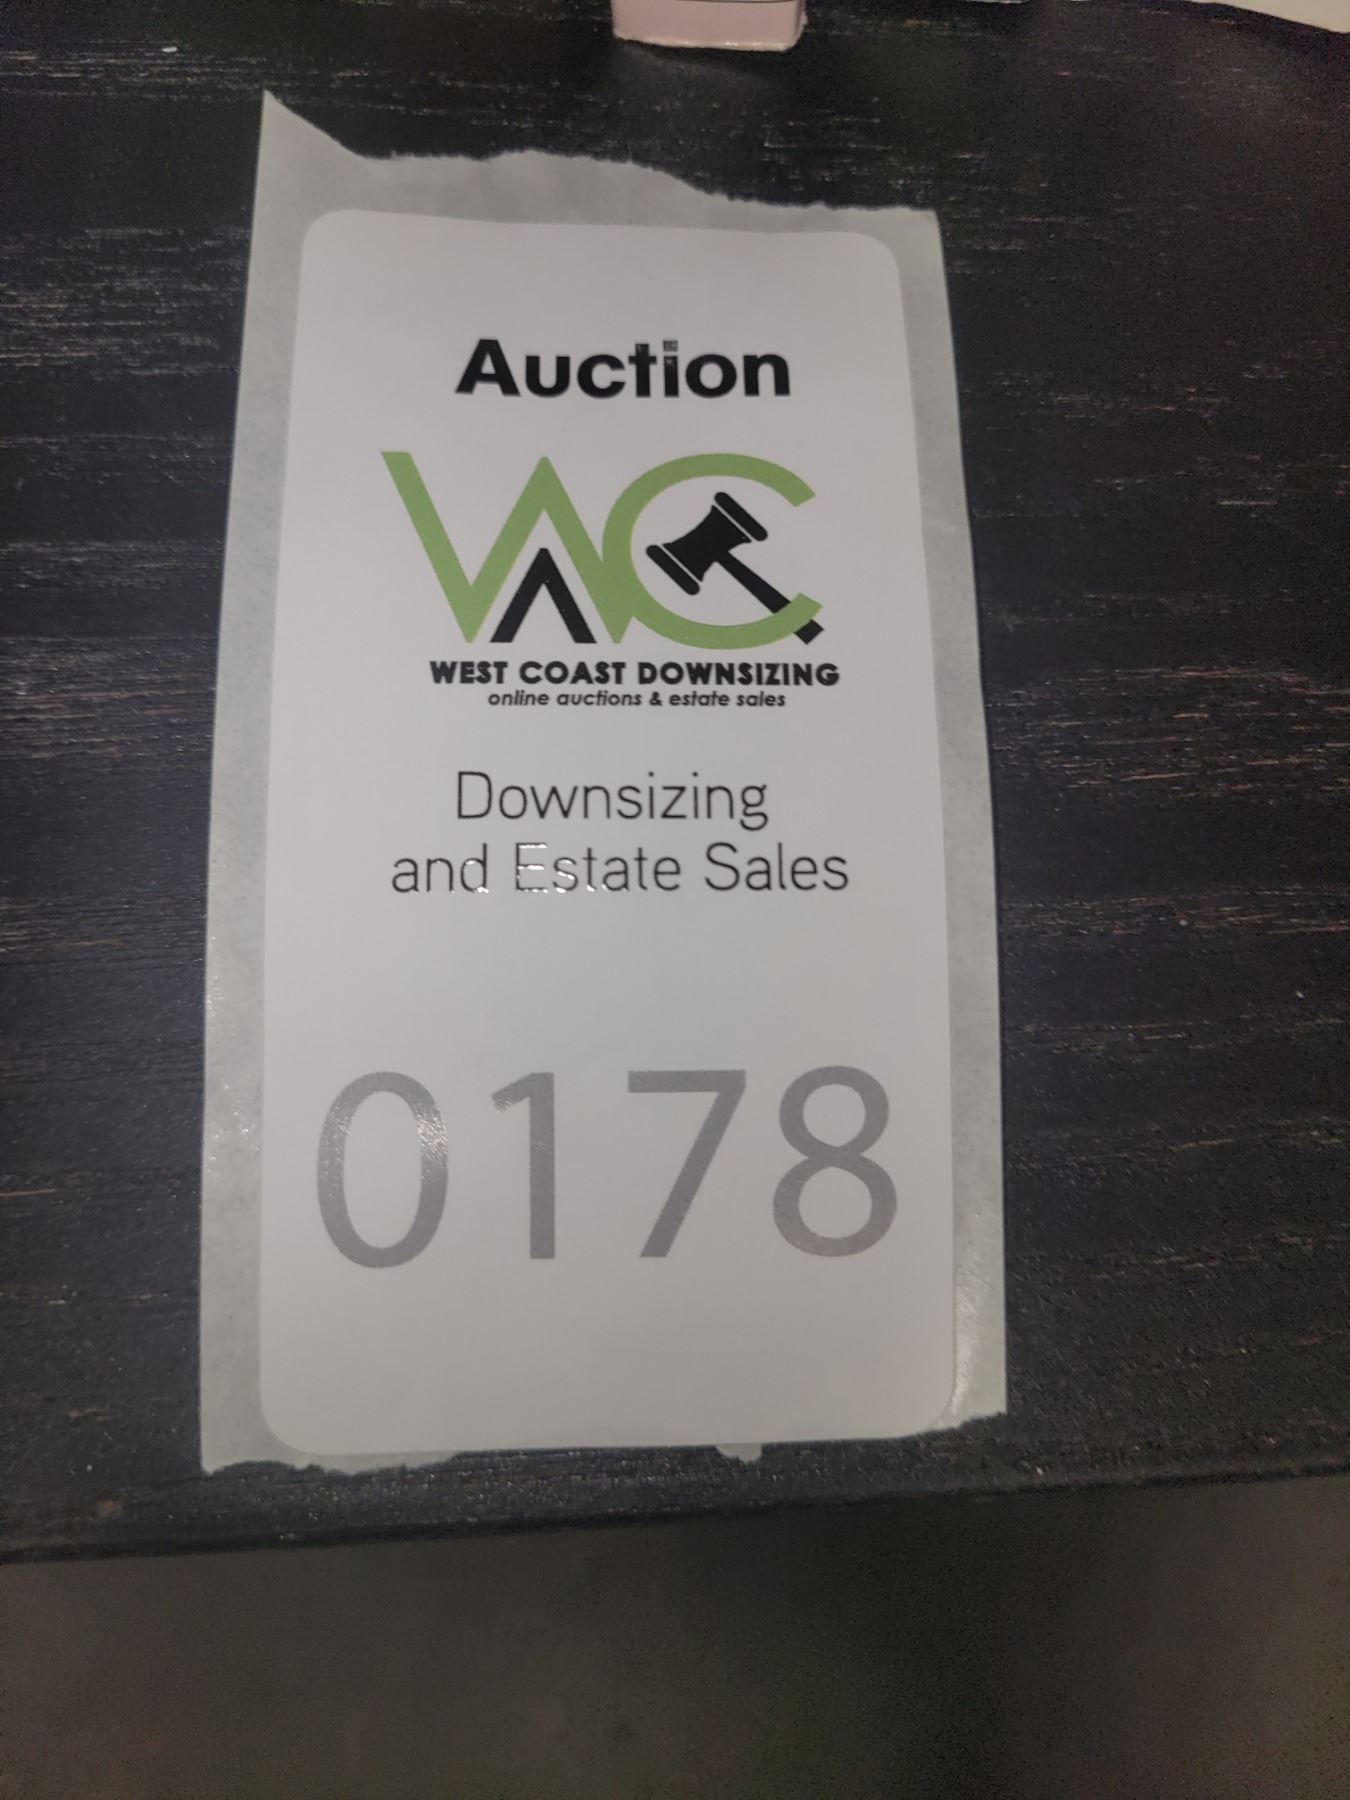 Auction
WC
WEST COAST DOWNSIZING
online auctions & estate sales
Downsizing
and Estate Sales
0178